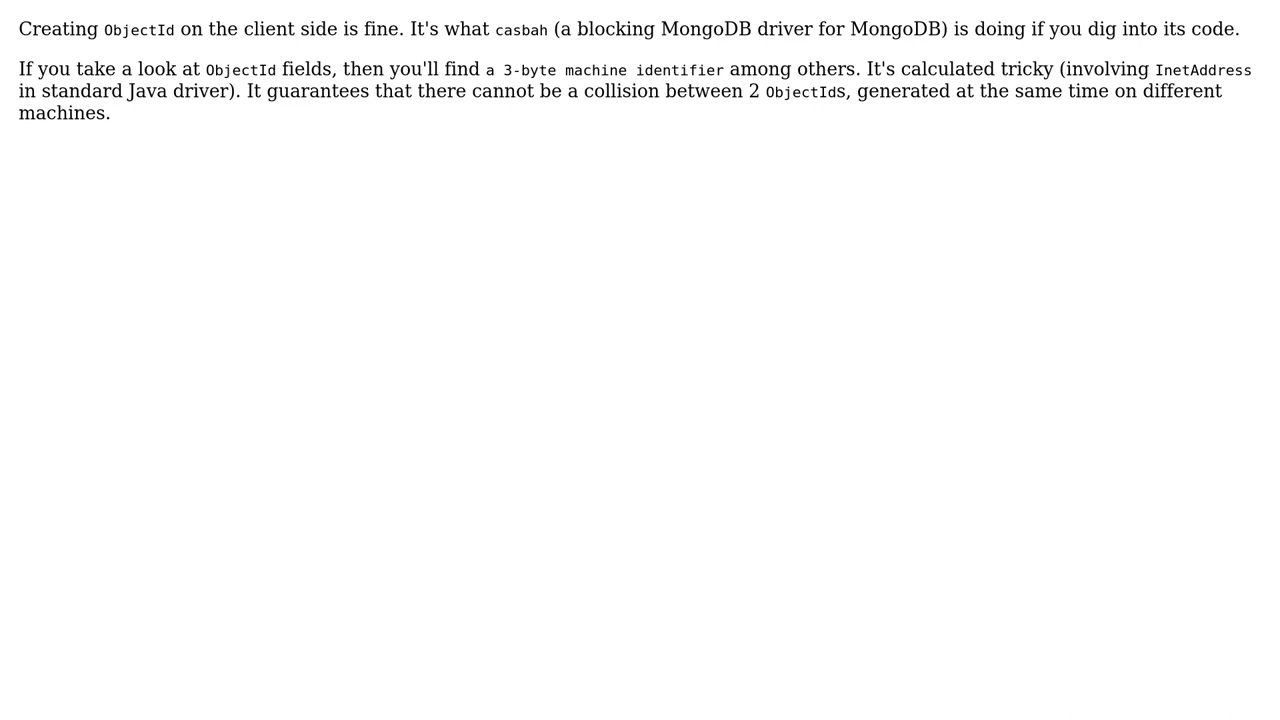 Creating ObjectId on the client side is fine. It's what casbah (a blocking MongoDB driver for MongoDB) is doing if you dig into its code.
If you take a look at ObjectId fields, then you'll find a 3-byte machine identifier among others. It's calculated tricky (involving InetAddress
in standard Java driver). It guarantees that there cannot be a collision between 2 ObjectIds, generated at the same time on different
machines.